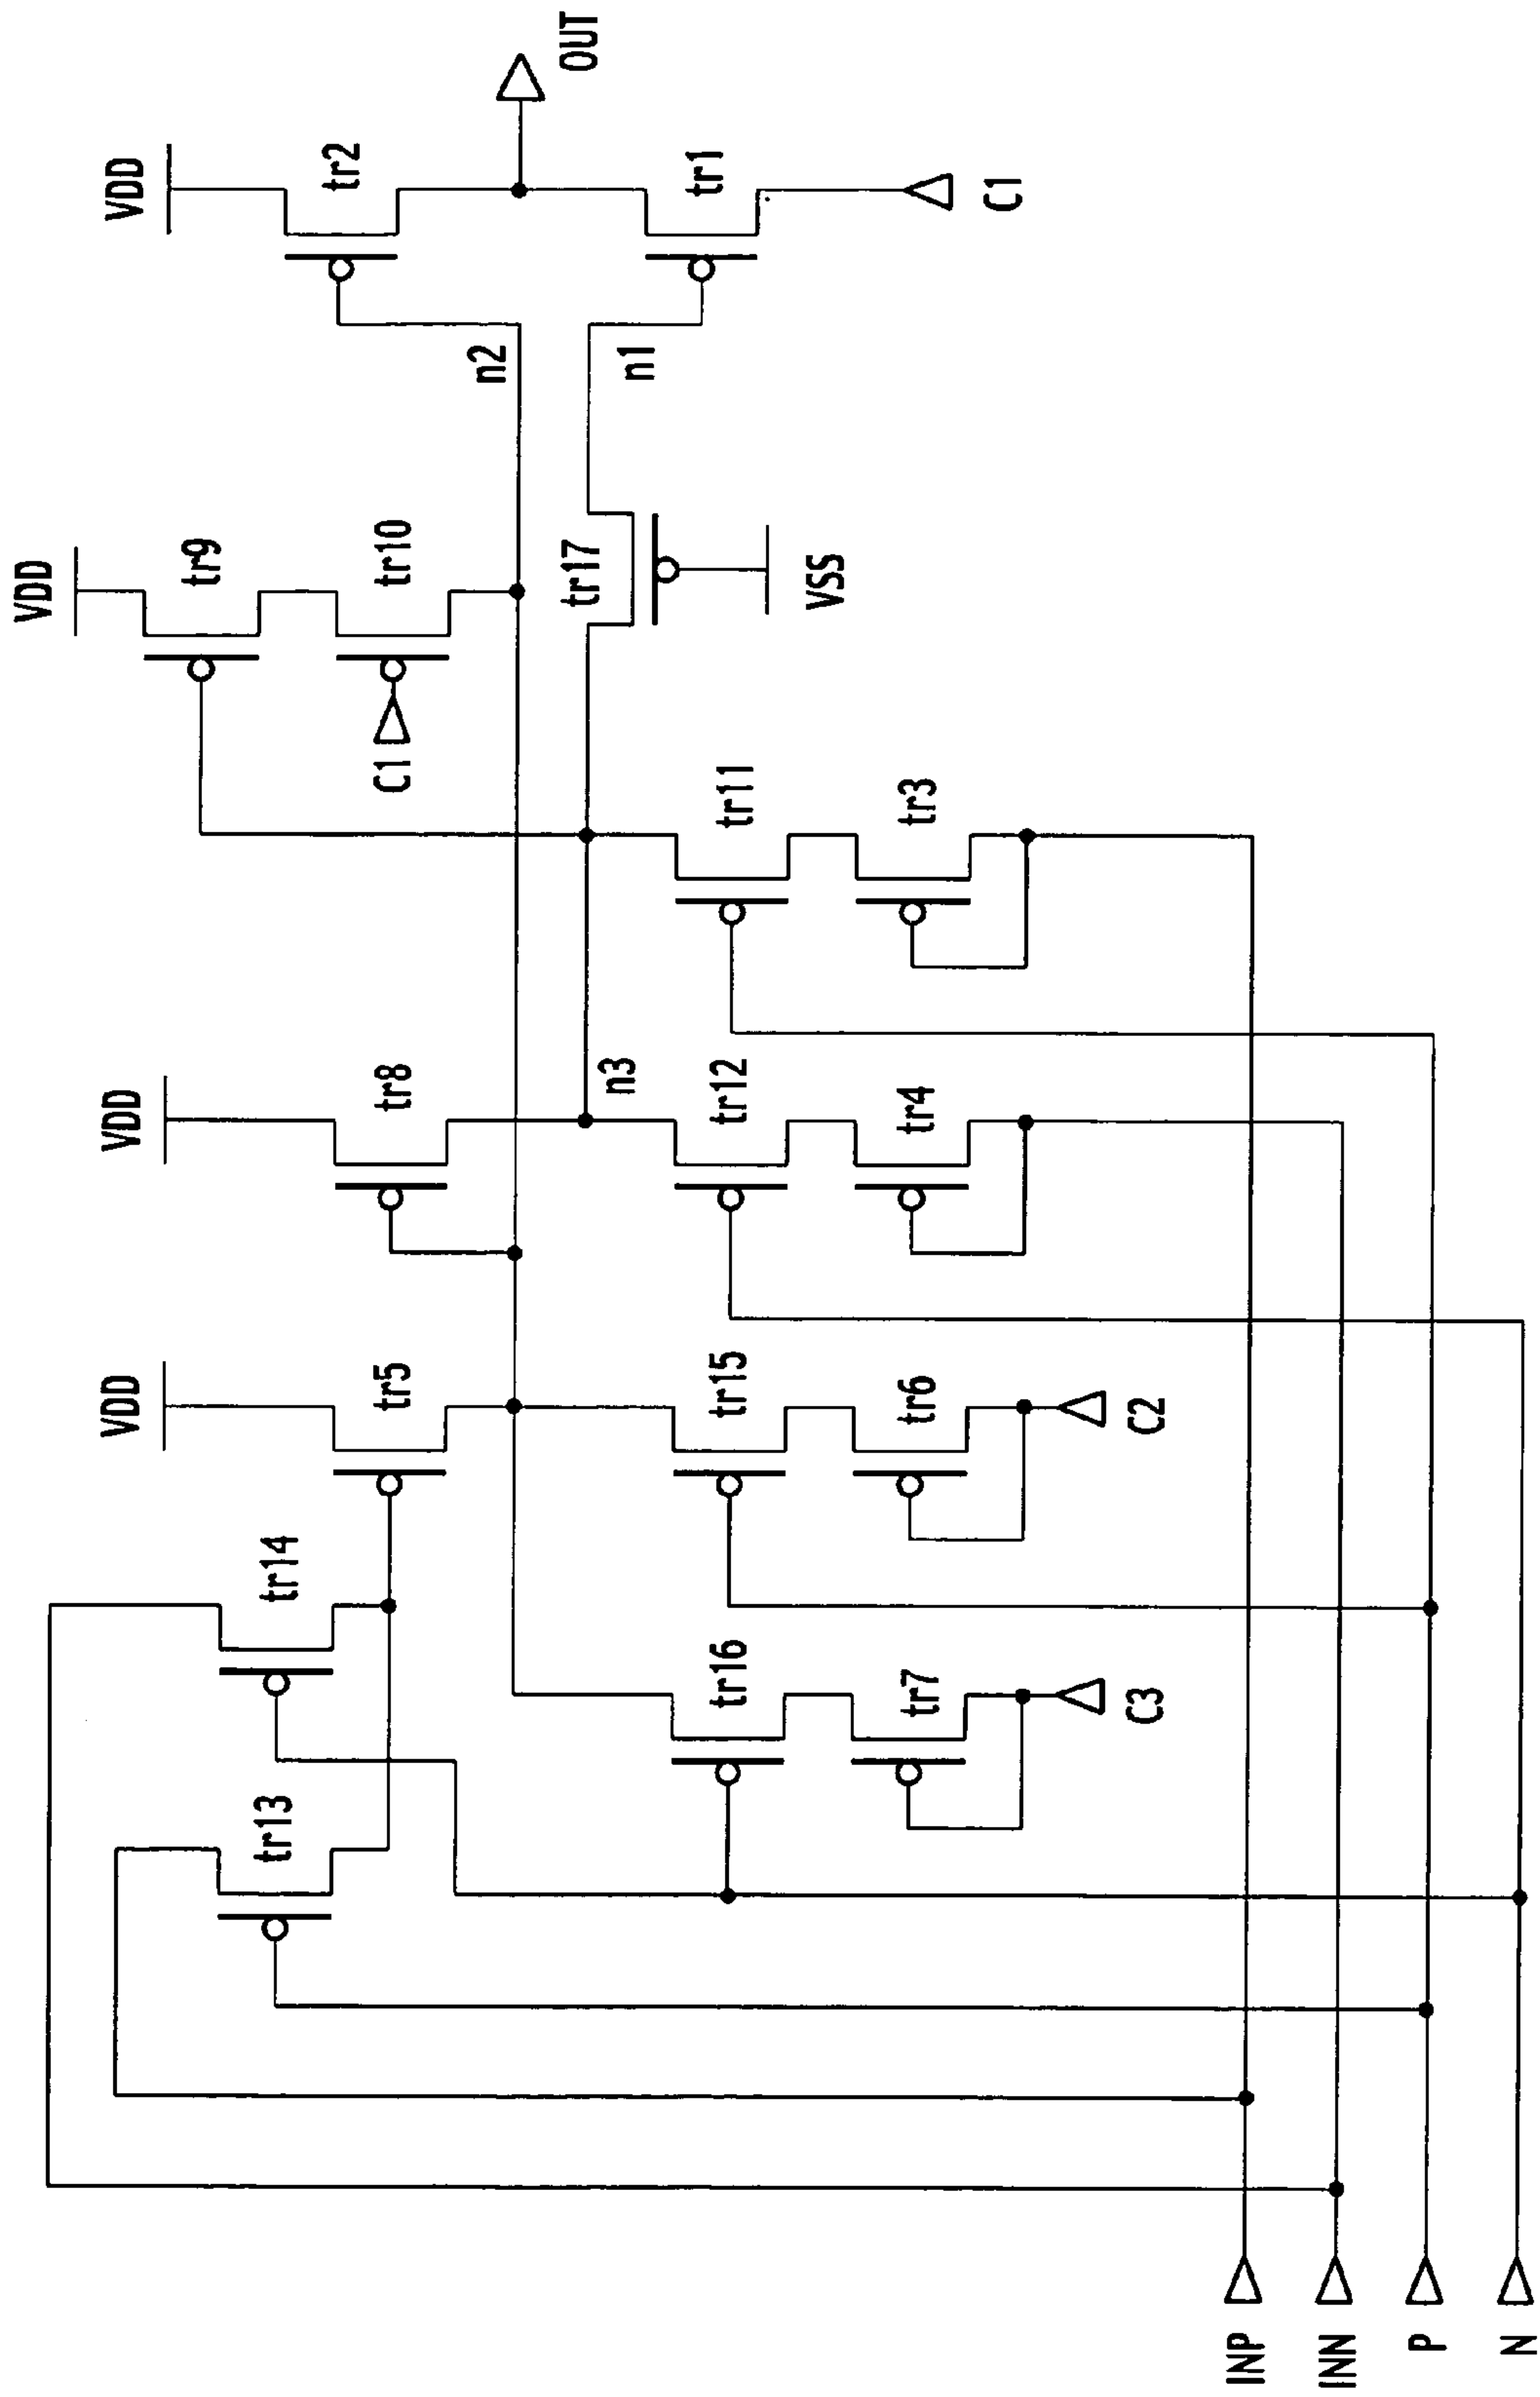 VDD
tr9
tr10
C1
VDD
tr2
OUT
tr1
C1
n2
n1
tr17
VSS
VDD
tr8
n3
tr11
tr3
tr12
tr4
VDD
tr5
tr15
tr6
C2
tr14
tr13
tr16
tr7
C3
INP
INN
P
N